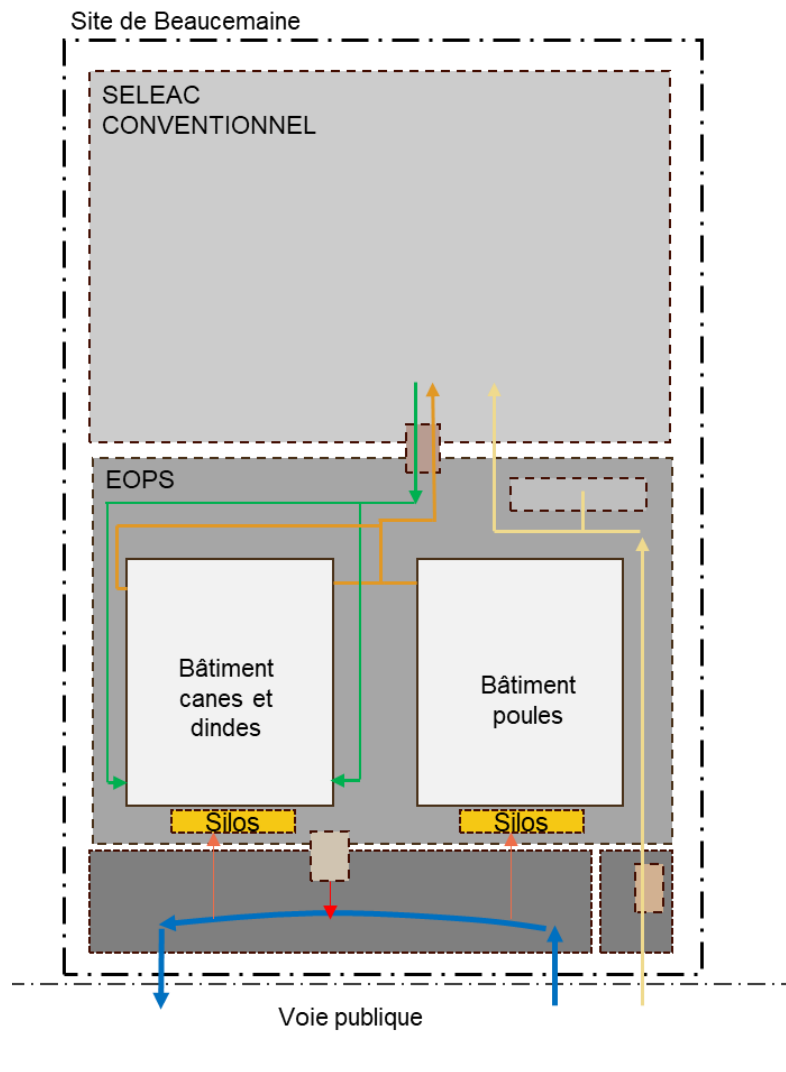 Site de Beaucemaine
SELEAC
CONVENTIONNEL
EOPS
Bâtiment
canes et
dindes
Bâtiment
poules
Silos
Silos
Voie publique